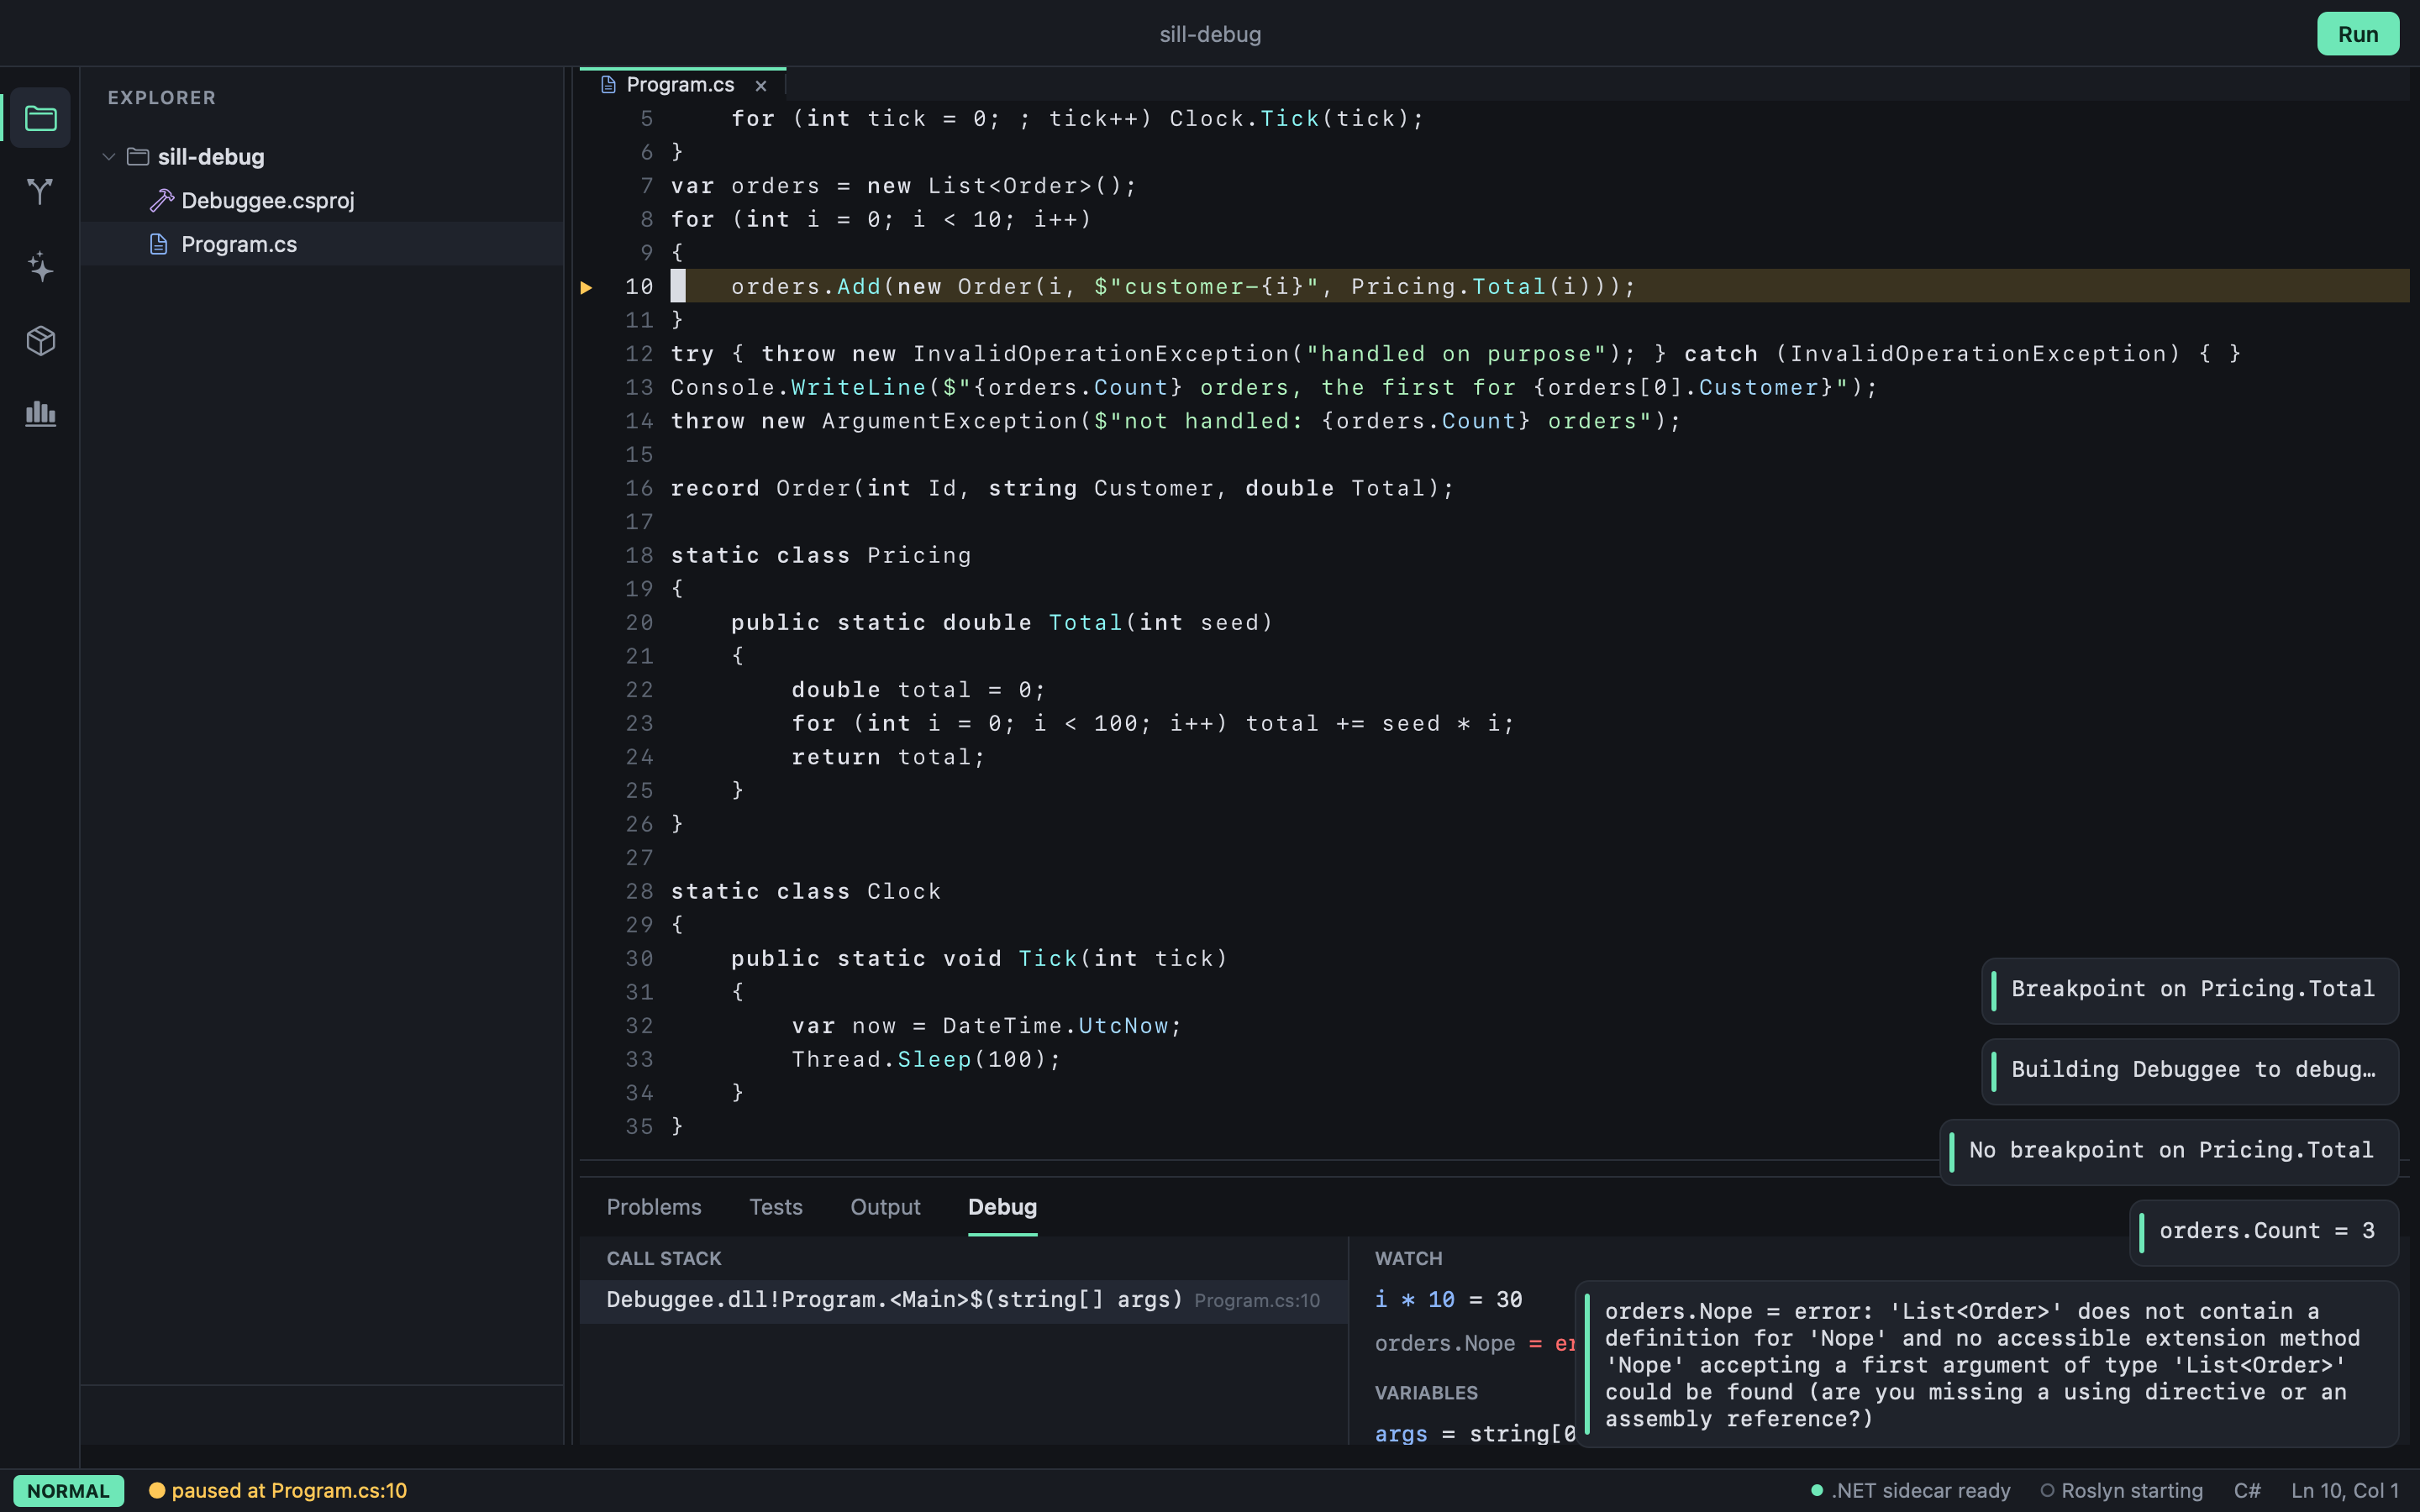 sill-debug
Run
EXPLORER
sill-debug
Debuggee.csproj
Program.cs
Program.cs ×
5     for (int tick = 0; ; tick++) Clock.Tick(tick);
6 }
7 var orders = new List<Order>();
8 for (int i = 0; i < 10; i++)
9 {
10     orders.Add(new Order(i, $"customer-{i}", Pricing.Total(i)));
11 }
12 try { throw new InvalidOperationException("handled on purpose"); } catch (InvalidOperationException) { }
13 Console.WriteLine($"{orders.Count} orders, the first for {orders[0].Customer}");
14 throw new ArgumentException($"not handled: {orders.Count} orders");
15
16 record Order(int Id, string Customer, double Total);
17
18 static class Pricing
19 {
20     public static double Total(int seed)
21     {
22         double total = 0;
23         for (int i = 0; i < 100; i++) total += seed * i;
24         return total;
25     }
26 }
27
28 static class Clock
29 {
30     public static void Tick(int tick)
31     {
32         var now = DateTime.UtcNow;
33         Thread.Sleep(100);
34     }
35 }
Breakpoint on Pricing.Total
Building Debuggee to debug…
No breakpoint on Pricing.Total
orders.Count = 3
orders.Nope = error: 'List<Order>' does not contain a
definition for 'Nope' and no accessible extension method
'Nope' accepting a first argument of type 'List<Order>'
could be found (are you missing a using directive or an
assembly reference?)
Problems Tests Output Debug
CALL STACK
Debuggee.dll!Program.<Main>$(string[] args) Program.cs:10
WATCH
i * 10 = 30
orders.Nope =
VARIABLES
args = string[0
NORMAL paused at Program.cs:10
.NET sidecar ready Roslyn starting C# Ln 10, Col 1